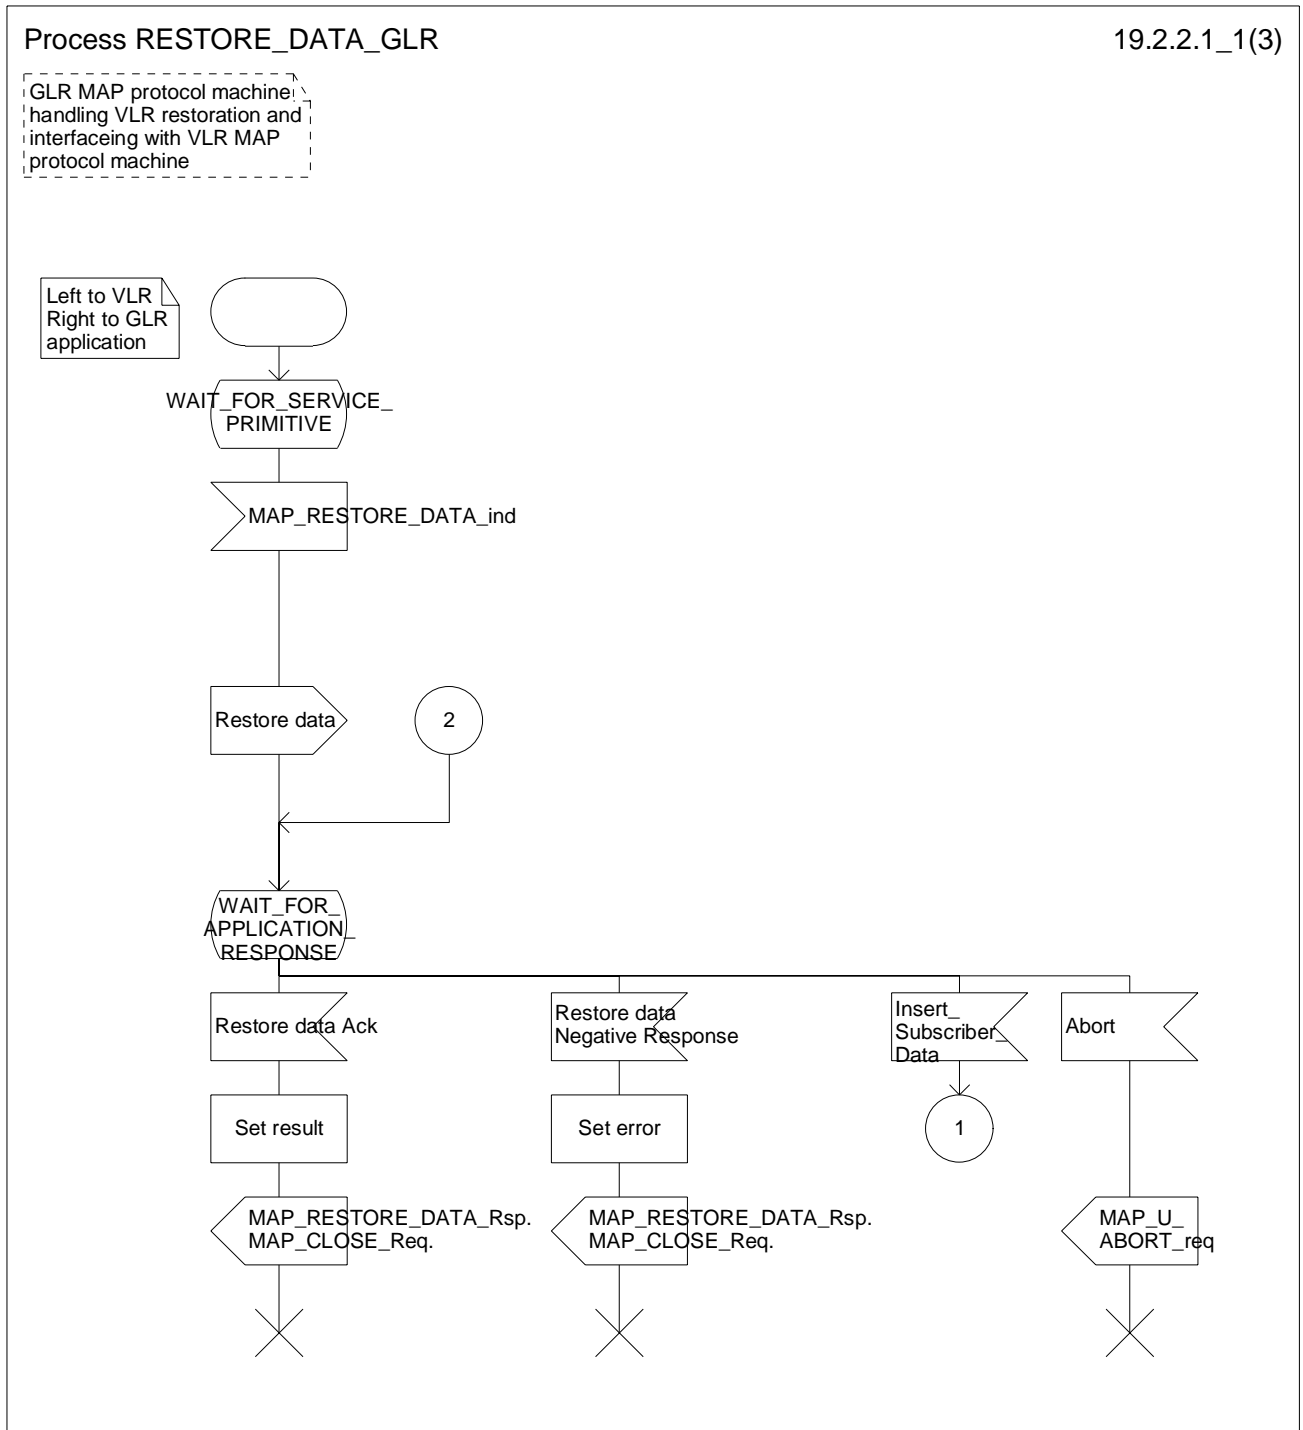 Process RESTORE_DATA_GLR
19.2.2.1_1(3)
GLR MAP protocol machine
handling VLR restoration and
interfaceing with VLR MAP
protocol machine
Left to VLR
Right to GLR
application
WAIT_FOR_SERVICE_
PRIMITIVE
MAP_RESTORE_DATA_ind
Restore data
2
WAIT_FOR_
APPLICATION_
RESPONSE
Restore data Ack
Restore data
Negative Response
Insert_
Subscriber_
Data
Abort
Set result
Set error
1
MAP_RESTORE_DATA_Rsp.
MAP_CLOSE_Req.
MAP_RESTORE_DATA_Rsp.
MAP_CLOSE_Req.
MAP_U_
ABORT_req